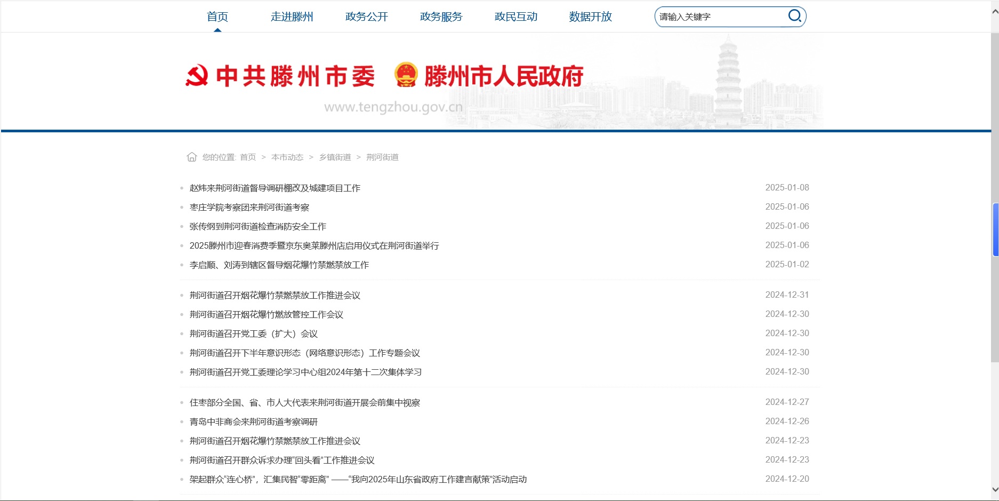 首页 走进滕州 政务公开 政务服务 政民互动 数据开放 请输入关键字
中共滕州市委 滕州市人民政府
www.tengzhou.gov.cn
您的位置: 首页 > 本市动态 > 乡镇街道 > 荆河街道
赵炜来荆河街道督导调研棚改及城建项目工作 2025-01-08
枣庄学院考察团来荆河街道考察 2025-01-06
张传纲到荆河街道检查消防安全工作 2025-01-06
2025滕州市迎春消费季暨京东奥莱滕州店启用仪式在荆河街道举行 2025-01-06
李启顺、刘涛到辖区督导烟花爆竹禁燃禁放工作 2025-01-02
荆河街道召开烟花爆竹禁燃禁放工作推进会议 2024-12-31
荆河街道召开烟花爆竹燃放管控工作会议 2024-12-30
荆河街道召开党工委（扩大）会议 2024-12-30
荆河街道召开下半年意识形态（网络意识形态）工作专题会议 2024-12-30
荆河街道召开党工委理论学习中心组2024年第十二次集体学习 2024-12-30
住枣部分全国、省、市人大代表来荆河街道开展会前集中视察 2024-12-27
青岛中非商会来荆河街道考察调研 2024-12-26
荆河街道召开烟花爆竹禁燃禁放工作推进会议 2024-12-23
荆河街道召开群众诉求办理“回头看”工作推进会议 2024-12-23
架起群众“连心桥”，汇集民智“零距离” ——“我向2025年山东省政府工作建言献策”活动启动 2024-12-20